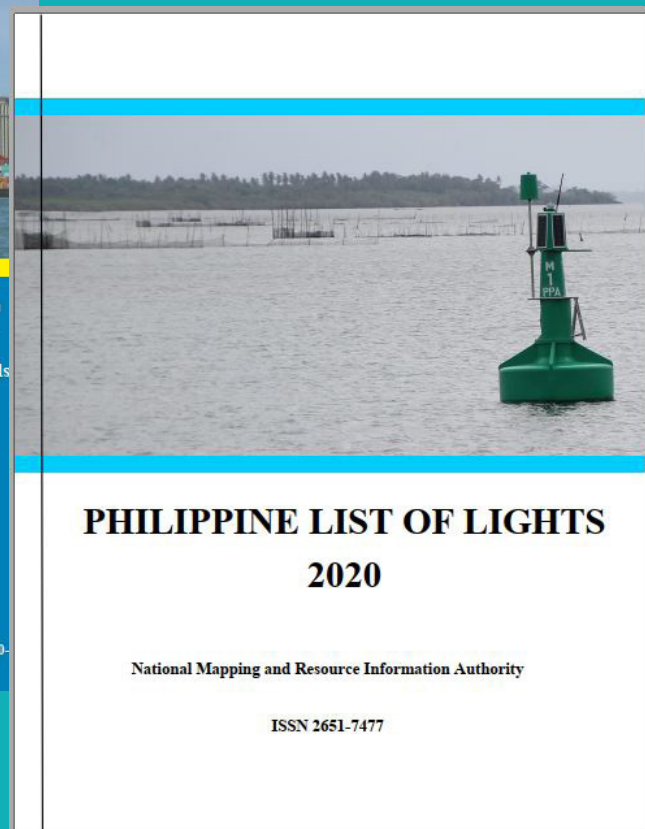 M
1
PPA
PHILIPPINE LIST OF LIGHTS
2020
National Mapping and Resource Information Authority
ISSN 2651-7477